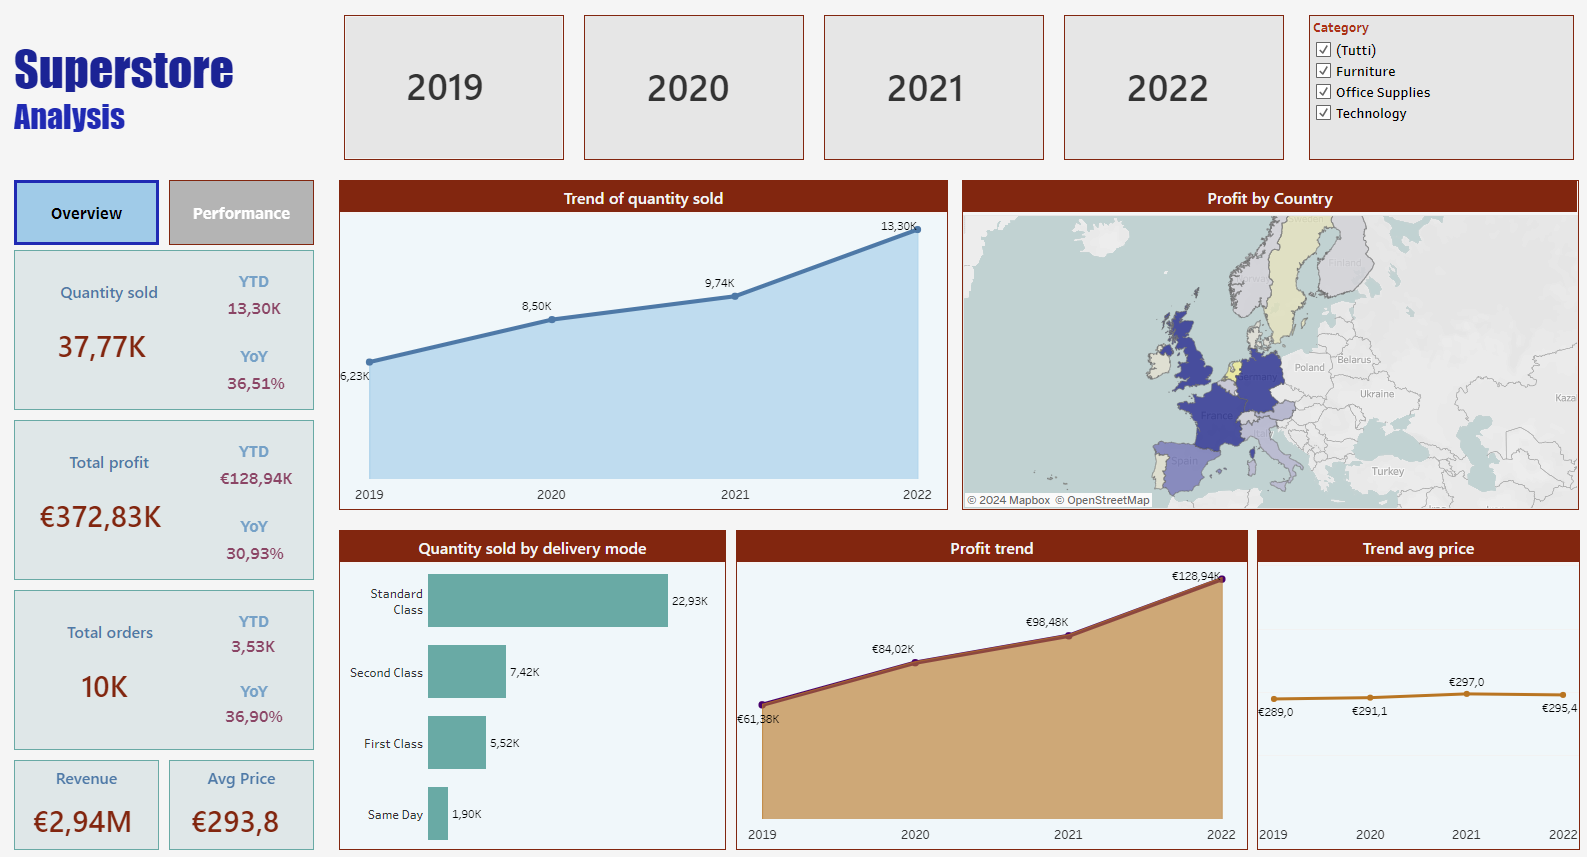 Superstore
Analysis
2019
2020
2021
2022
Category
(Tutti)
Furniture
Office Supplies
Technology
Overview
Performance
Quantity sold
37,77K
YTD
13,30K
YoY
36,51%
Total profit
€372,83K
YTD
€128,94K
YoY
30,93%
Total orders
10K
YTD
3,53K
YoY
36,90%
Revenue
€2,94M
Avg Price
€293,8
Trend of quantity sold
6,23K
8,50K
9,74K
13,30K
2019
2020
2021
2022
Profit by Country
Sweden
Finland
Germany
Poland
Belarus
Ukraine
Kaza
France
Spain
Turkey
© 2024 Mapbox © OpenStreetMap
Quantity sold by delivery mode
Standard
Class
22,93K
Second Class
7,42K
First Class
5,52K
Same Day
1,90K
Profit trend
€61,38K
€84,02K
€98,48K
€128,94K
2019
2020
2021
2022
Trend avg price
€289,0
€291,1
€297,0
€295,4
2019
2020
2021
2022